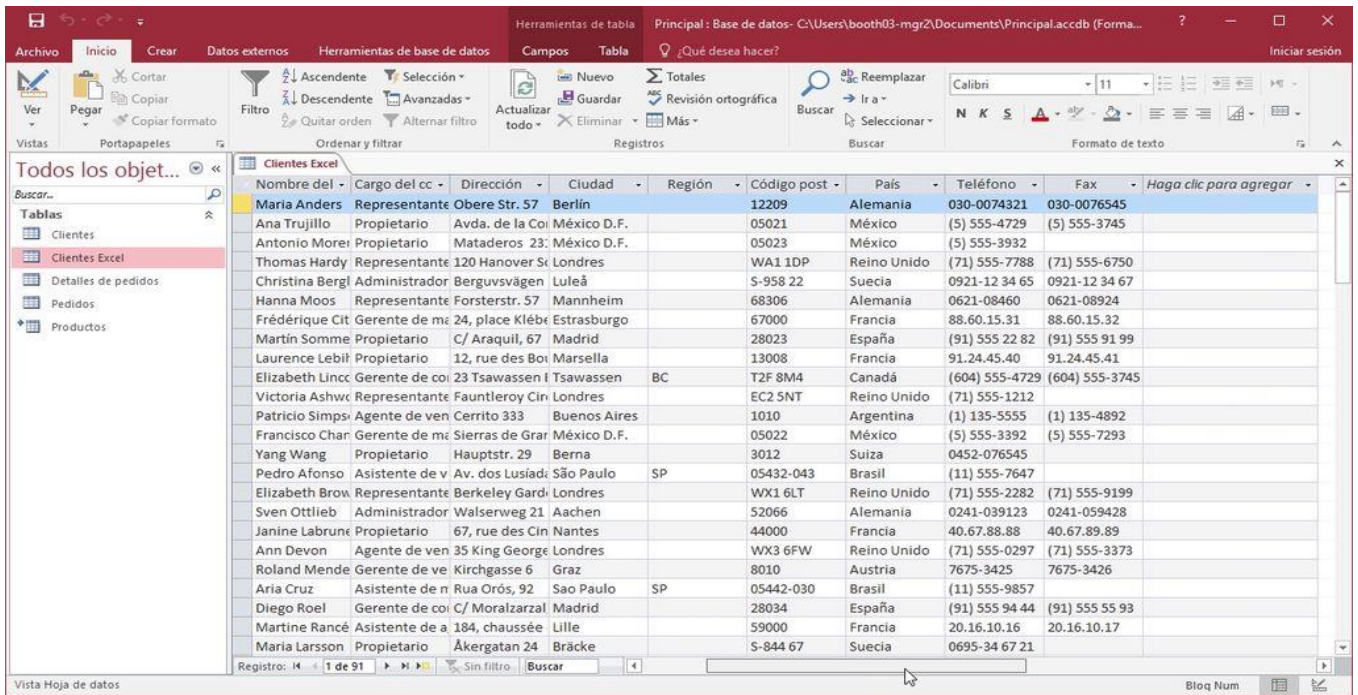 Herramientas de tabla Principal : Base de datos- C:\Users\booth03-mgr2\Documents\Principal.accdb (Forma... ?
Archivo Inicio Crear Datos externos Herramientas de base de datos Campos Tabla ¿Qué desea hacer? Iniciar sesión
Ver
Pegar
Cortar
Copiar
Copiar formato
Filtro
Ascendente
Descendente
Quitar orden
Selección
Avanzadas
Alternar filtro
Actualizar todo
Nuevo
Guardar
Eliminar
Totales
Revisión ortográfica
Más
Buscar
Reemplazar
Ir a
Seleccionar
Calibri 11
N K S A
Vistas Portapapeles Ordenar y filtrar Registros Buscar Formato de texto
Todos los objet...
Buscar...
Tablas
Clientes
Clientes Excel
Detalles de pedidos
Pedidos
Productos
Clientes Excel
Nombre del Cargo del cc Dirección Ciudad Región Código post País Teléfono Fax Haga clic para agregar
Maria Anders Representante Obere Str. 57 Berlín 12209 Alemania 030-0074321 030-0076545
Ana Trujillo Propietario Avda. de la Co México D.F. 05021 México (5) 555-4729 (5) 555-3745
Antonio Morer Propietario Mataderos 231 México D.F. 05023 México (5) 555-3932
Thomas Hardy Representante 120 Hanover Sc Londres WA1 1DP Reino Unido (71) 555-7788 (71) 555-6750
Christina Bergl Administrador Berguvsvägen Luleå S-958 22 Suecia 0921-12 34 65 0921-12 34 67
Hanna Moos Representante Forsterstr. 57 Mannheim 68306 Alemania 0621-08460 0621-08924
Frédérique Cit Gerente de ma 24, place Klébe Estrasburgo 67000 Francia 88.60.15.31 88.60.15.32
Martín Somme Propietario C/ Araquil, 67 Madrid 28023 España (91) 555 22 82 (91) 555 91 99
Laurence Lebih Propietario 12, rue des Bou Marsella 13008 Francia 91.24.45.40 91.24.45.41
Elizabeth Lincc Gerente de co 23 Tsawassen Tsawassen BC T2F 8M4 Canadá (604) 555-4729 (604) 555-3745
Victoria Ashwo Representante Fauntleroy Circ Londres EC2 5NT Reino Unido (71) 555-1212
Patricio Simps Agente de ven Cerrito 333 Buenos Aires 1010 Argentina (1) 135-5555 (1) 135-4892
Francisco Char Gerente de ma Sierras de Grar México D.F. 05022 México (5) 555-3392 (5) 555-7293
Yang Wang Propietario Hauptstr. 29 Berna 3012 Suiza 0452-076545
Pedro Afonso Asistente de v Av. dos Lusíada São Paulo SP 05432-043 Brasil (11) 555-7647
Elizabeth Brow Representante Berkeley Gard Londres WX1 6LT Reino Unido (71) 555-2282 (71) 555-9199
Sven Ottlieb Administrador Walserweg 21 Aachen 52066 Alemania 0241-039123 0241-059428
Janine Labrune Propietario 67, rue des Cin Nantes 44000 Francia 40.67.88.88 40.67.89.89
Ann Devon Agente de ven 35 King George Londres WX3 6FW Reino Unido (71) 555-0297 (71) 555-3373
Roland Mende Gerente de ve Kirchgasse 6 Graz 8010 Austria 7675-3425 7675-3426
Aria Cruz Asistente de m Rua Orós, 92 Sao Paulo SP 05442-030 Brasil (11) 555-9857
Diego Roel Gerente de co C/ Moralzarzal Madrid 28034 España (91) 555 94 44 (91) 555 55 93
Martine Rancé Asistente de a 184, chaussée Lille 59000 Francia 20.16.10.16 20.16.10.17
Maria Larsson Propietario Åkergatan 24 Bräcke S-844 67 Suecia 0695-34 67 21
Registro: 1 de 91 Sin filtro Buscar
Vista Hoja de datos Bloq Num